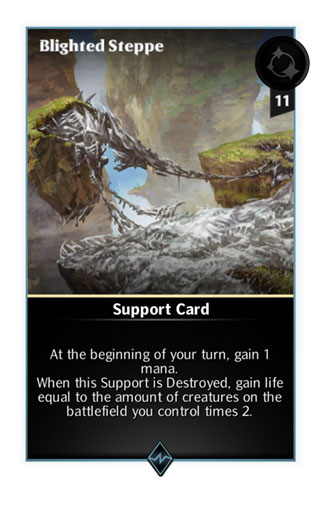 Blighted Steppe
11
Support Card
At the beginning of your turn, gain 1
mana.
When this Support is Destroyed, gain life
equal to the amount of creatures on the
battlefield you control times 2.